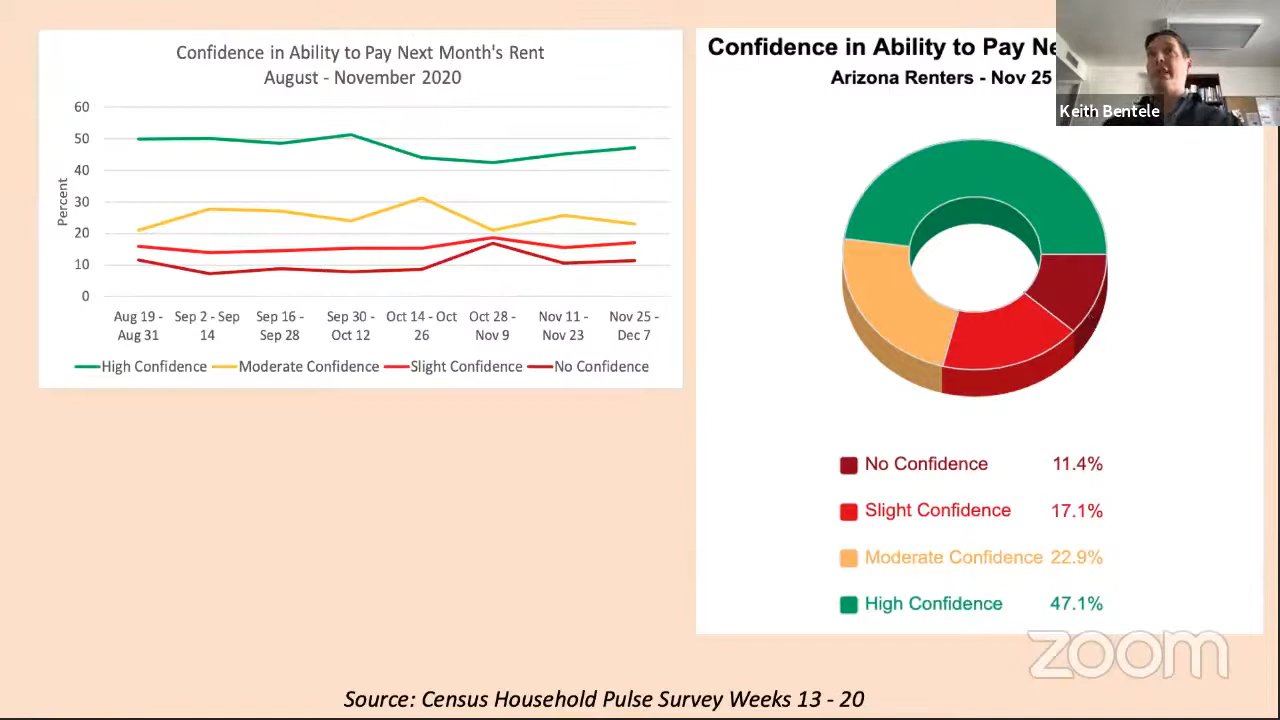 Confidence in Ability to Pay Next Month's Rent
August - November 2020
60
50
40
30
20
10
0
Percent
Aug 19 - Aug 31
Sep 2 - Sep 14
Sep 16 - Sep 28
Sep 30 - Oct 12
Oct 14 - Oct 26
Oct 28 - Nov 9
Nov 11 - Nov 23
Nov 25 - Dec 7
High Confidence
Moderate Confidence
Slight Confidence
No Confidence
Confidence in Ability to Pay
Arizona Renters - Nov 25
Keith Bentele
No Confidence 11.4%
Slight Confidence 17.1%
Moderate Confidence 22.9%
High Confidence 47.1%
zoom
Source: Census Household Pulse Survey Weeks 13 - 20